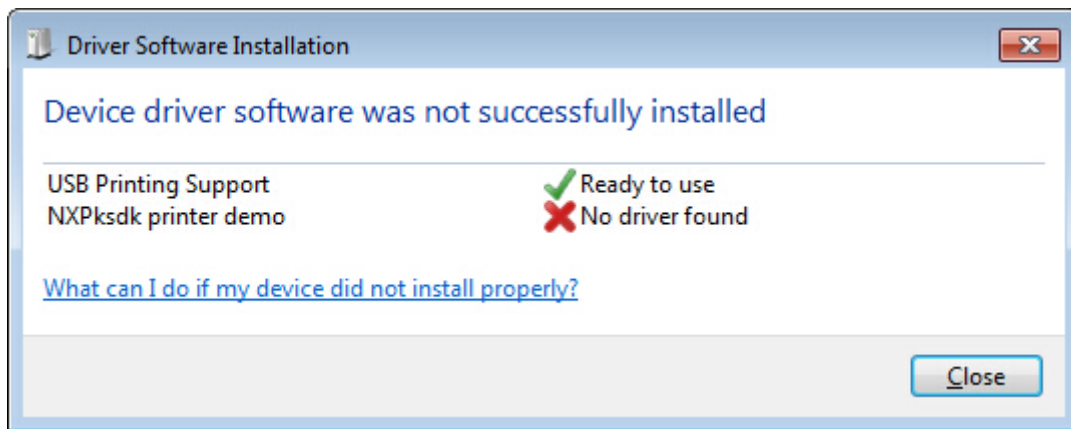 Driver Software Installation
Device driver software was not successfully installed
USB Printing Support Ready to use
NXPksdk printer demo No driver found
What can I do if my device did not install properly?
Close